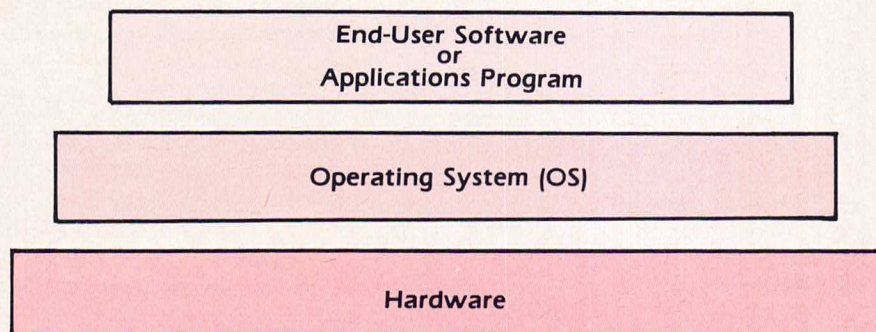 End-User Software
or
Applications Program
Operating System (OS)
Hardware